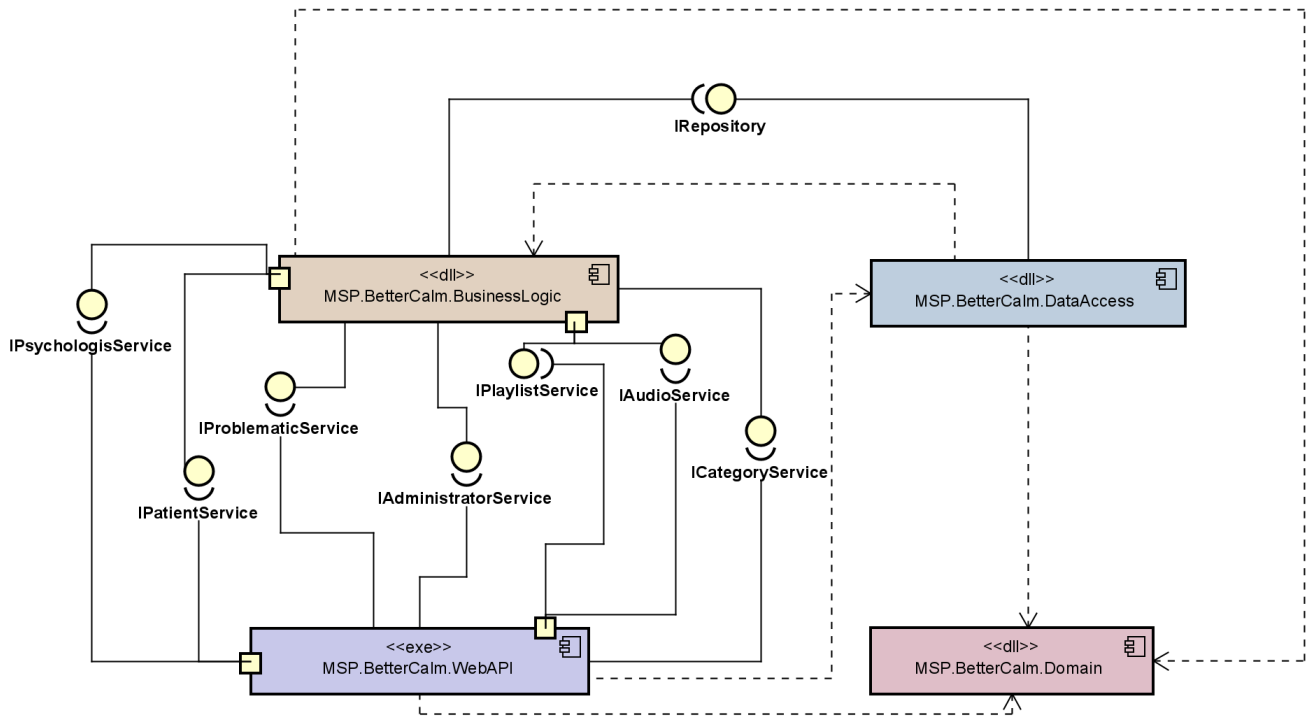 IRepository
<<dll>>
MSP.BetterCalm.BusinessLogic
<<dll>>
MSP.BetterCalm.DataAccess
IPsychologisService
IPlaylistService
IAudioService
IProblematicService
ICategoryService
IAdministratorService
IPatientService
<<exe>>
MSP.BetterCalm.WebAPI
<<dll>>
MSP.BetterCalm.Domain